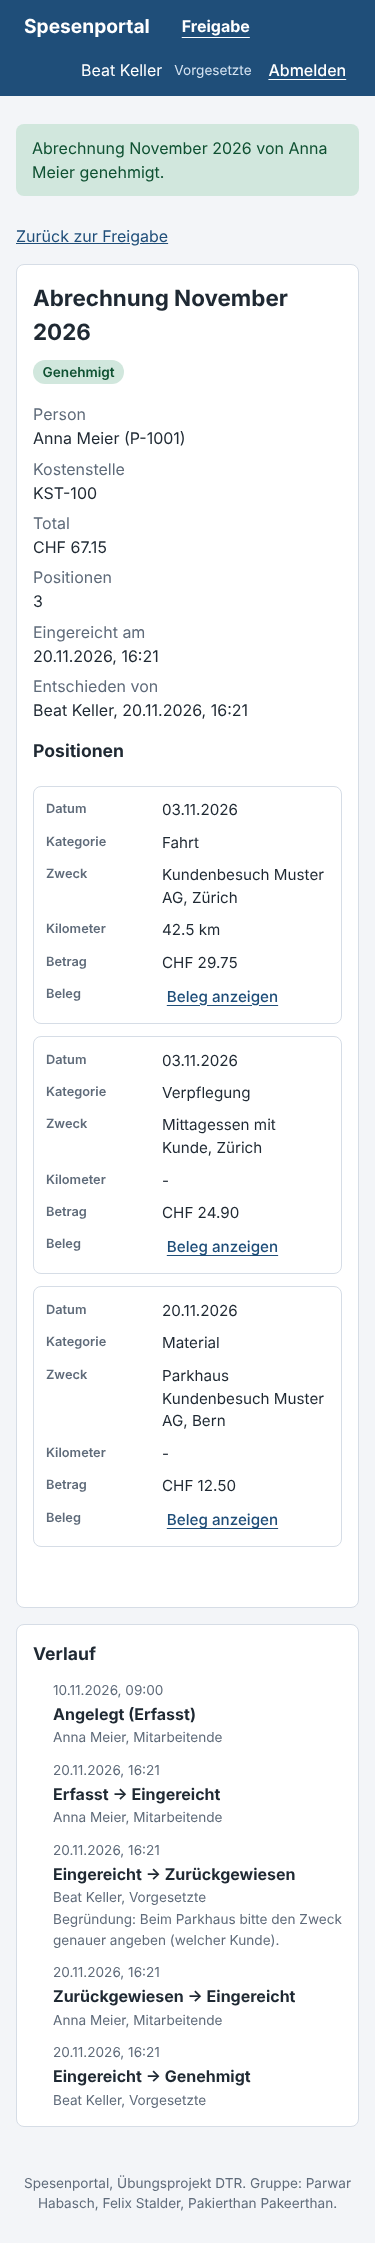 Spesenportal Freigabe
Beat Keller Vorgesetzte Abmelden
Abrechnung November 2026 von Anna
Meier genehmigt.
Zurück zur Freigabe
Abrechnung November
2026
Genehmigt
Person
Anna Meier (P-1001)
Kostenstelle
KST-100
Total
CHF 67.15
Positionen
3
Eingereicht am
20.11.2026, 16:21
Entschieden von
Beat Keller, 20.11.2026, 16:21
Positionen
Datum 03.11.2026
Kategorie Fahrt
Zweck Kundenbesuch Muster
AG, Zürich
Kilometer 42.5 km
Betrag CHF 29.75
Beleg Beleg anzeigen
Datum 03.11.2026
Kategorie Verpflegung
Zweck Mittagessen mit
Kunde, Zürich
Kilometer -
Betrag CHF 24.90
Beleg Beleg anzeigen
Datum 20.11.2026
Kategorie Material
Zweck Parkhaus
Kundenbesuch Muster
AG, Bern
Kilometer -
Betrag CHF 12.50
Beleg Beleg anzeigen
Verlauf
10.11.2026, 09:00
Angelegt (Erfasst)
Anna Meier, Mitarbeitende
20.11.2026, 16:21
Erfasst → Eingereicht
Anna Meier, Mitarbeitende
20.11.2026, 16:21
Eingereicht → Zurückgewiesen
Beat Keller, Vorgesetzte
Begründung: Beim Parkhaus bitte den Zweck
genauer angeben (welcher Kunde).
20.11.2026, 16:21
Zurückgewiesen → Eingereicht
Anna Meier, Mitarbeitende
20.11.2026, 16:21
Eingereicht → Genehmigt
Beat Keller, Vorgesetzte
Spesenportal, Übungsprojekt DTR. Gruppe: Parwar
Habasch, Felix Stalder, Pakierthan Pakeerthan.